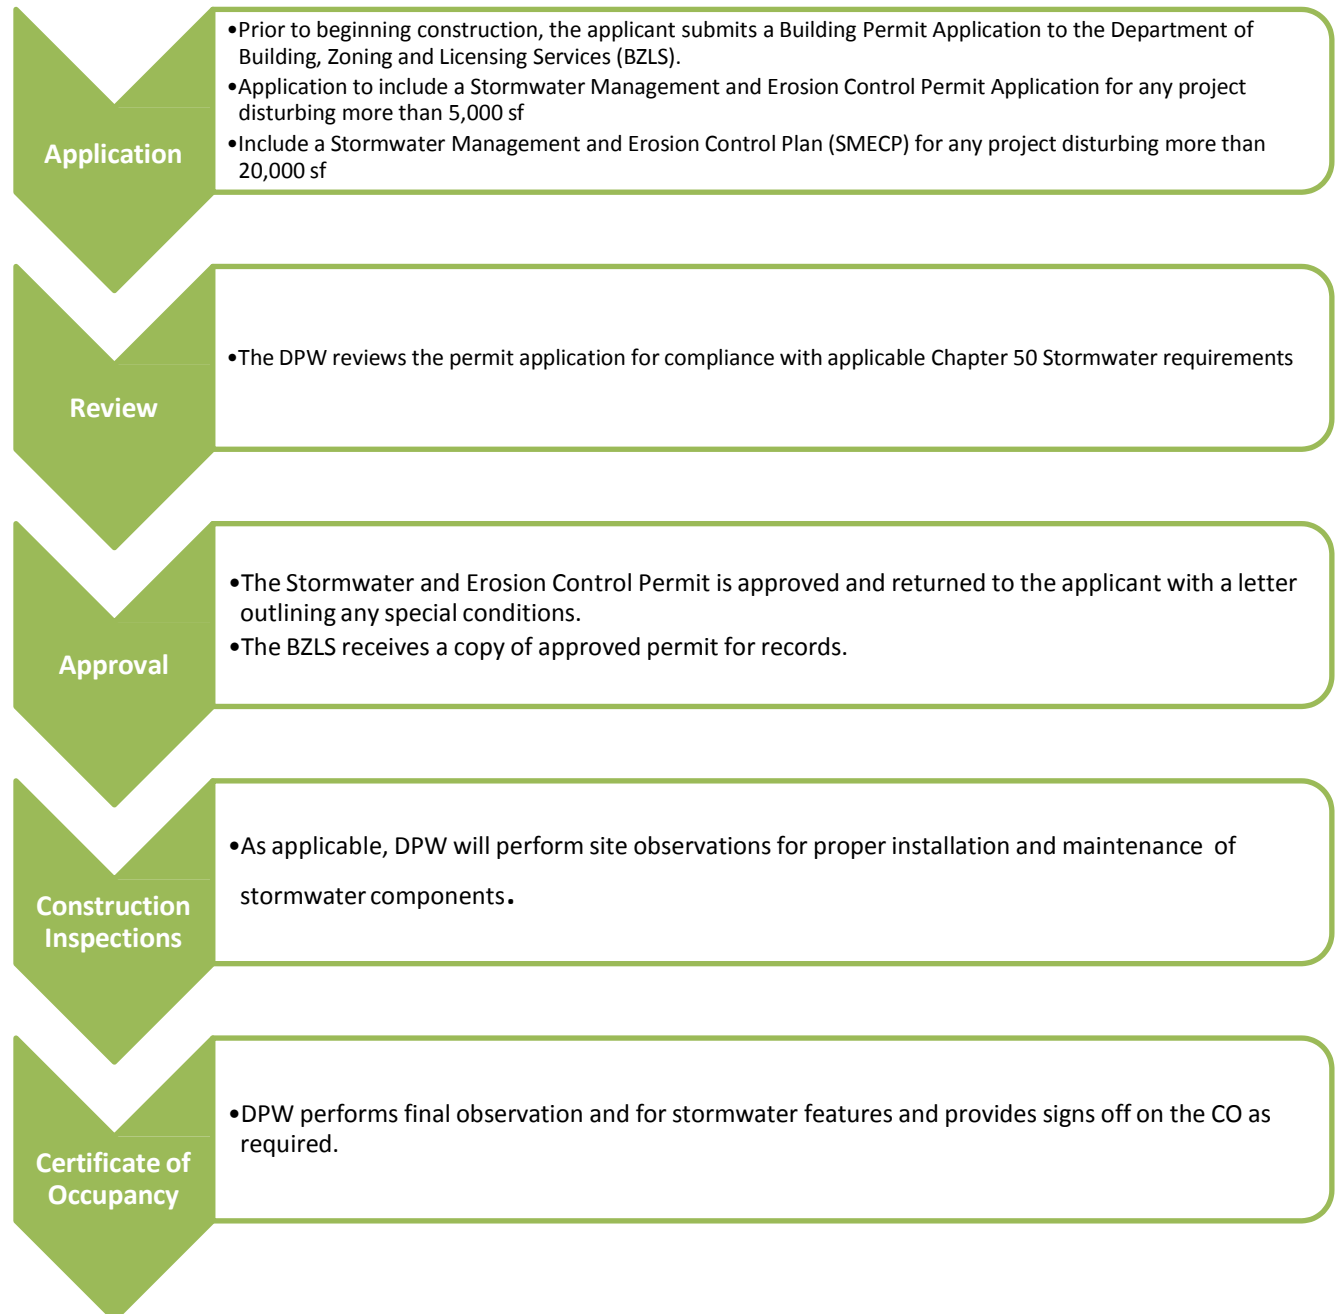 Application
•Prior to beginning construction, the applicant submits a Building Permit Application to the Department of
Building, Zoning and Licensing Services (BZLS).
•Application to include a Stormwater Management and Erosion Control Permit Application for any project
disturbing more than 5,000 sf
•Include a Stormwater Management and Erosion Control Plan (SMECP) for any project disturbing more than
20,000 sf
Review
•The DPW reviews the permit application for compliance with applicable Chapter 50 Stormwater requirements
Approval
•The Stormwater and Erosion Control Permit is approved and returned to the applicant with a letter
outlining any special conditions.
•The BZLS receives a copy of approved permit for records.
Construction
Inspections
•As applicable, DPW will perform site observations for proper installation and maintenance of
stormwater components.
Certificate of
Occupancy
•DPW performs final observation and for stormwater features and provides signs off on the CO as
required.